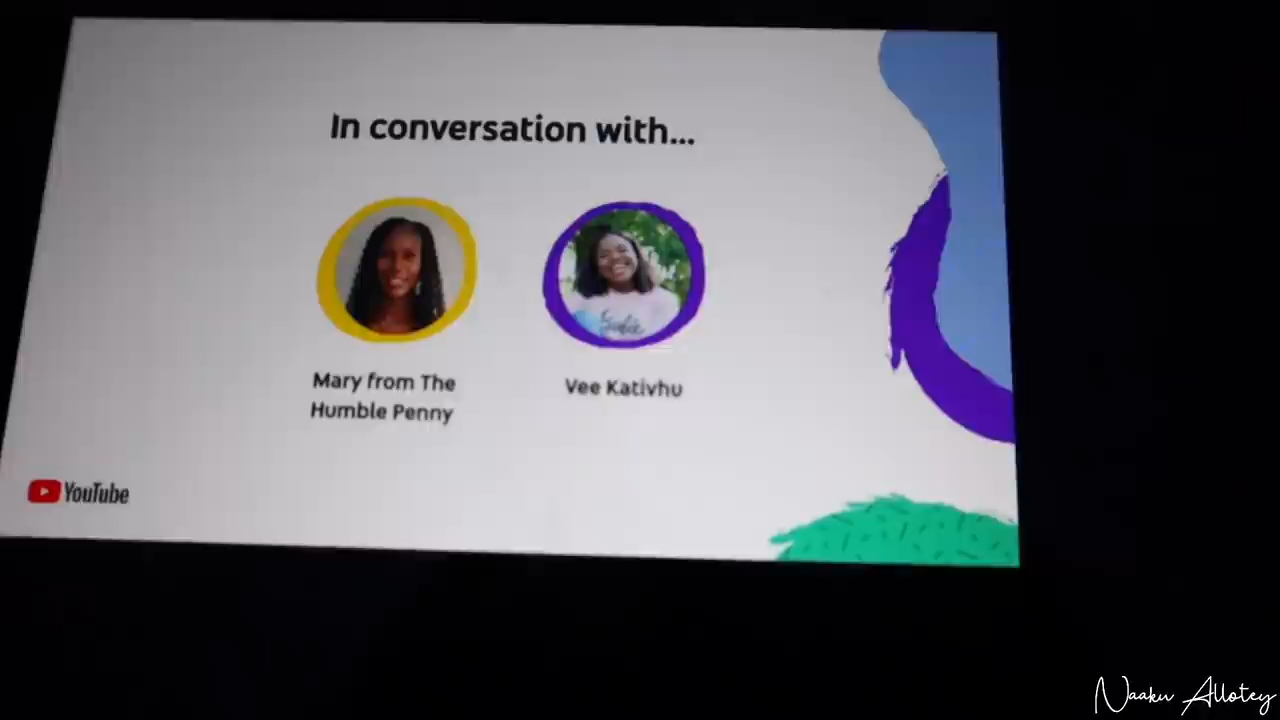 In conversation with...
Mary from The
Humble Penny
Vee Kativhu
YouTube
Naaku Allotey